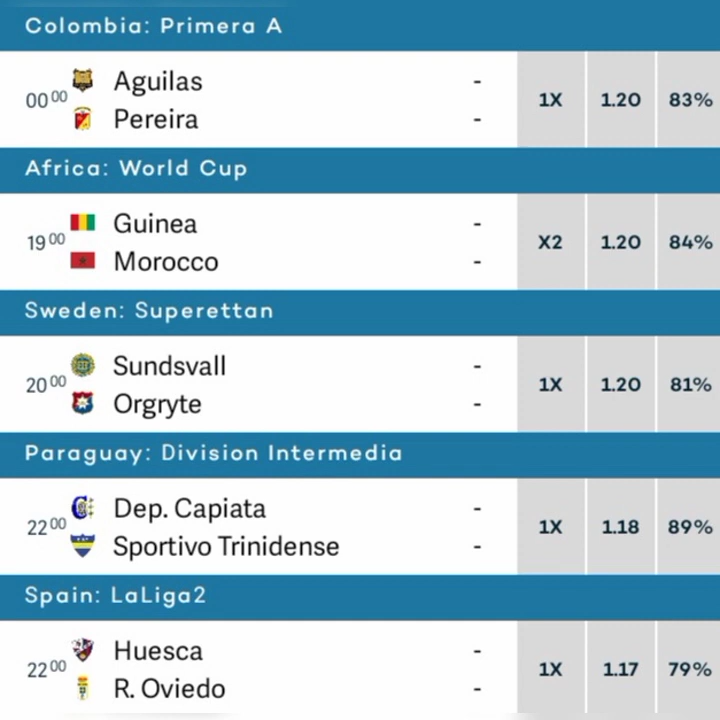 Colombia: Primera A
00 00 Aguilas - 1X 1.20 83%
Pereira -
Africa: World Cup
19 00 Guinea - X2 1.20 84%
Morocco -
Sweden: Superettan
20 00 Sundsvall - 1X 1.20 81%
Orgryte -
Paraguay: Division Intermedia
22 00 Dep. Capiata - 1X 1.18 89%
Sportivo Trinidense -
Spain: LaLiga2
22 00 Huesca - 1X 1.17 79%
R. Oviedo -